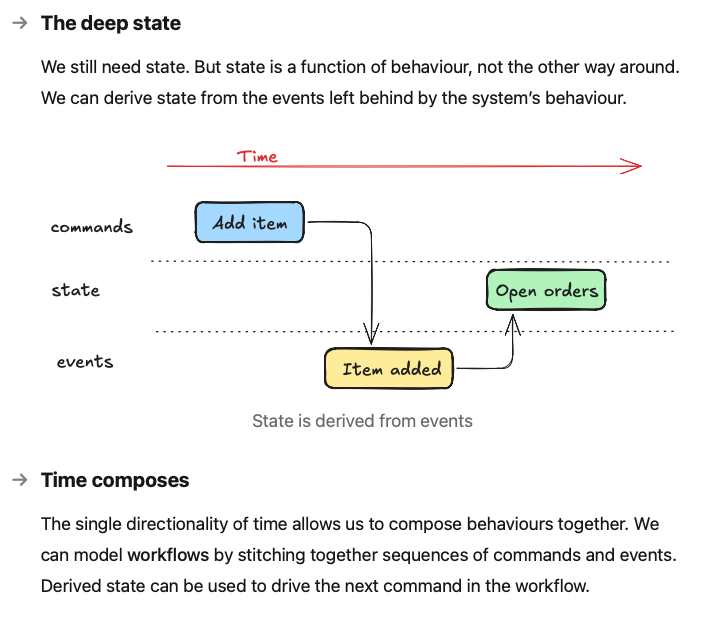 → The deep state
We still need state. But state is a function of behaviour, not the other way around.
We can derive state from the events left behind by the system’s behaviour.
Time
commands
Add item
state
Open orders
events
Item added
State is derived from events
→ Time composes
The single directionality of time allows us to compose behaviours together. We
can model workflows by stitching together sequences of commands and events.
Derived state can be used to drive the next command in the workflow.